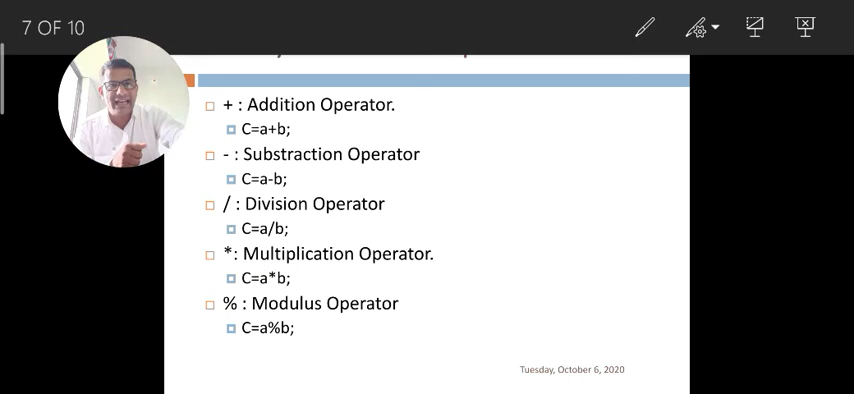 7 OF 10
+ : Addition Operator.
C=a+b;
- : Substraction Operator
C=a-b;
/ : Division Operator
C=a/b;
*: Multiplication Operator.
C=a*b;
% : Modulus Operator
C=a%b;
Tuesday, October 6, 2020